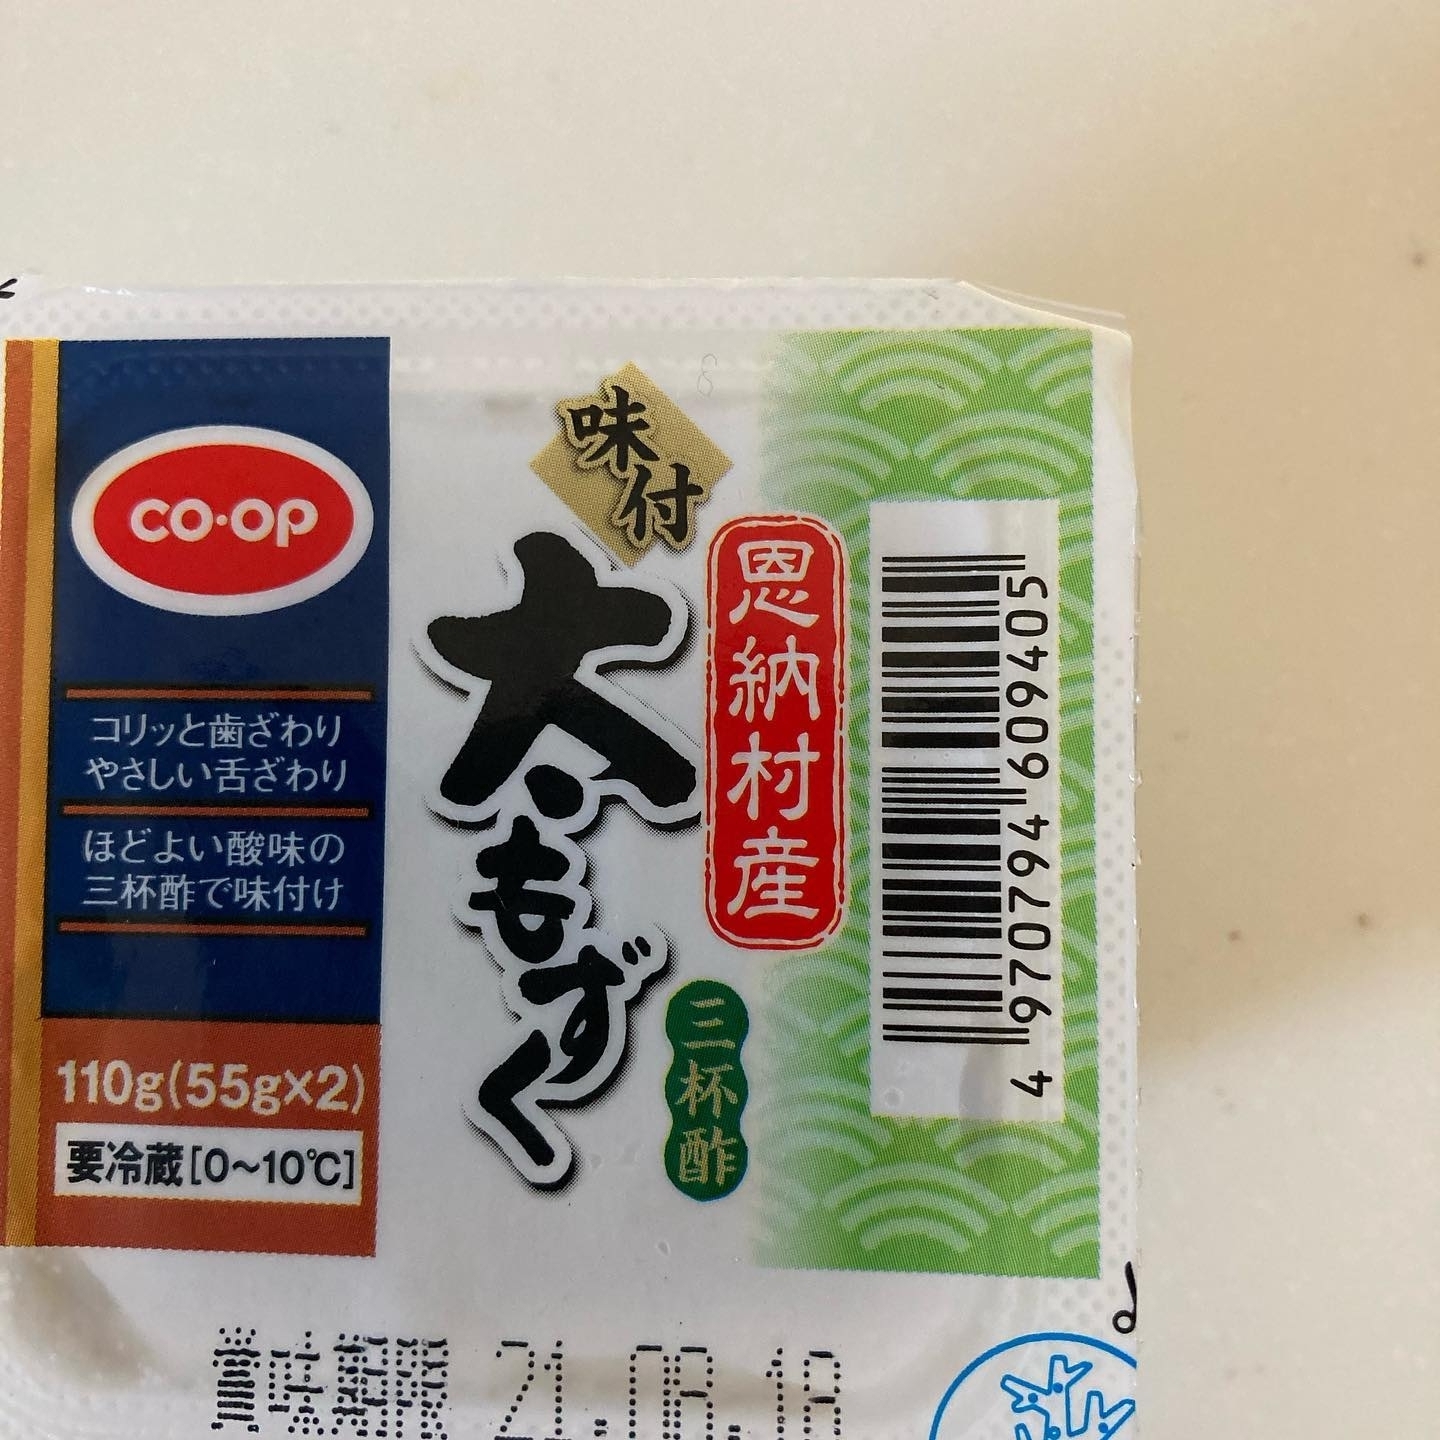 CO・OP
コリッと歯ざわり
やさしい舌ざわり
ほどよい酸味の
三杯酢で味付け
110g(55g×2)
要冷蔵[0〜10℃]
味付
太もずく
恩納村産
三杯酢
4 970794 609405
賞味期限 21.08.18